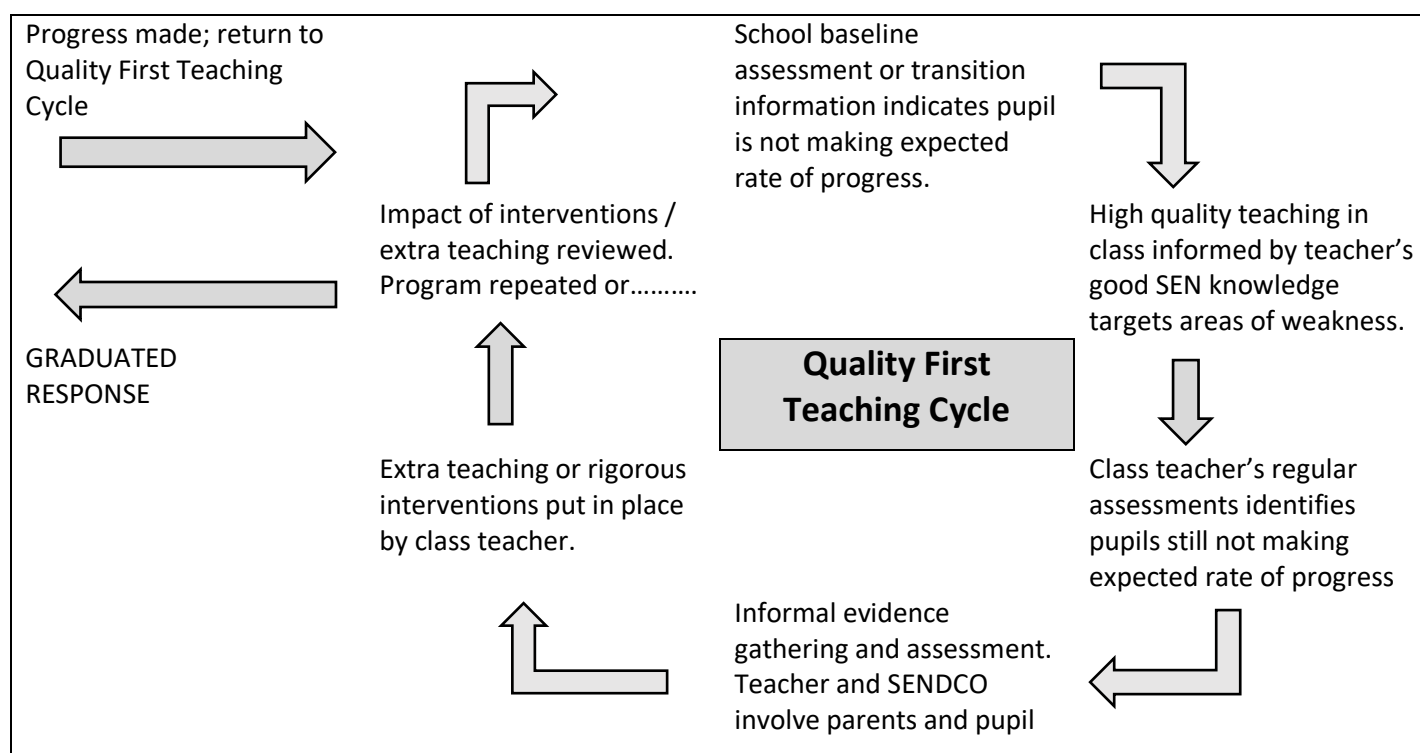 Progress made; return to
Quality First Teaching
Cycle
School baseline
assessment or transition
information indicates pupil
is not making expected
rate of progress.
Impact of interventions /
extra teaching reviewed.
Program repeated or……….
High quality teaching in
class informed by teacher’s
good SEN knowledge
targets areas of weakness.
GRADUATED
RESPONSE
Quality First
Teaching Cycle
Extra teaching or rigorous
interventions put in place
by class teacher.
Class teacher’s regular
assessments identifies
pupils still not making
expected rate of progress
Informal evidence
gathering and assessment.
Teacher and SENDCO
involve parents and pupil